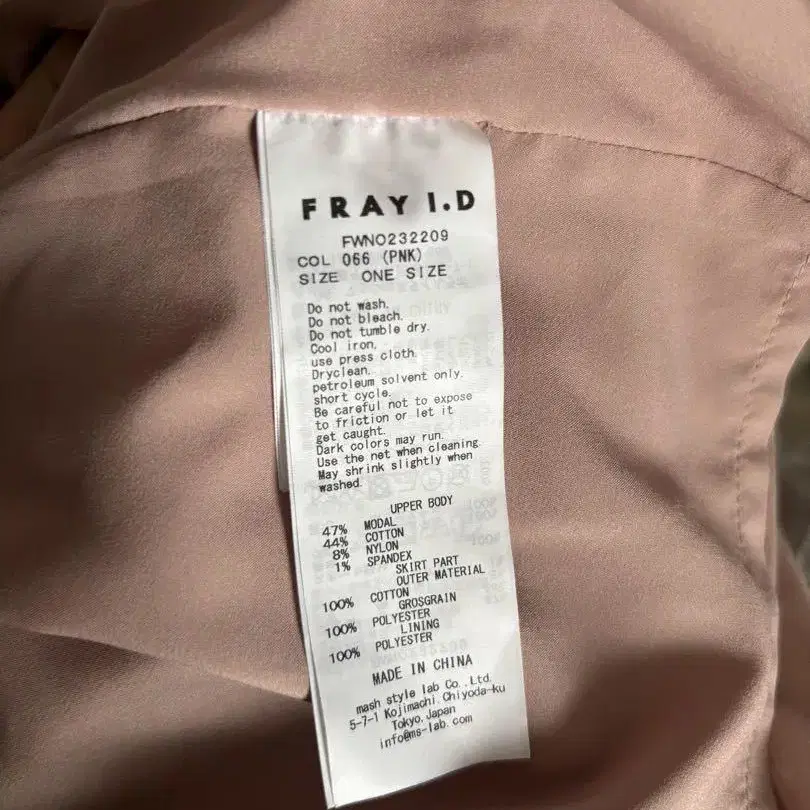 FRAY I.D
FWNO232209
COL 066 (PNK)
SIZE ONE SIZE
Do not wash.
Do not bleach.
Do not tumble dry.
Cool iron,
use press cloth.
Dryclean.
petroleum solvent only.
short cycle.
Be careful not to expose
to friction or let it
get caught.
Dark colors may run.
Use the net when cleaning.
May shrink slightly when
washed.
UPPER BODY
47% MODAL
44% COTTON
8% NYLON
1% SPANDEX
SKIRT PART
OUTER MATERIAL
100% COTTON
GROSGRAIN
100% POLYESTER
LINING
100% POLYESTER
MADE IN CHINA
mash style lab Co.,Ltd.
5-7-1 Kojimachi Chiyoda-ku
Tokyo,Japan
info@ms-lab.com